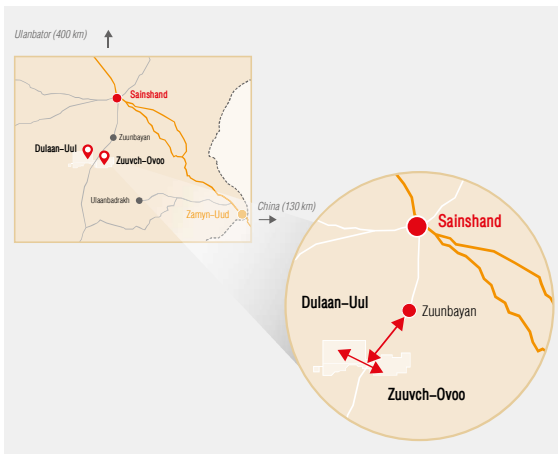 Ulanbator (400 km)
Sainshand
Zuunbayan
Dulaan–Uul
Zuuvch–Ovoo
Ulaanbadrakh
Zamyn–Uud
China (130 km)
Sainshand
Dulaan–Uul
Zuunbayan
Zuuvch–Ovoo